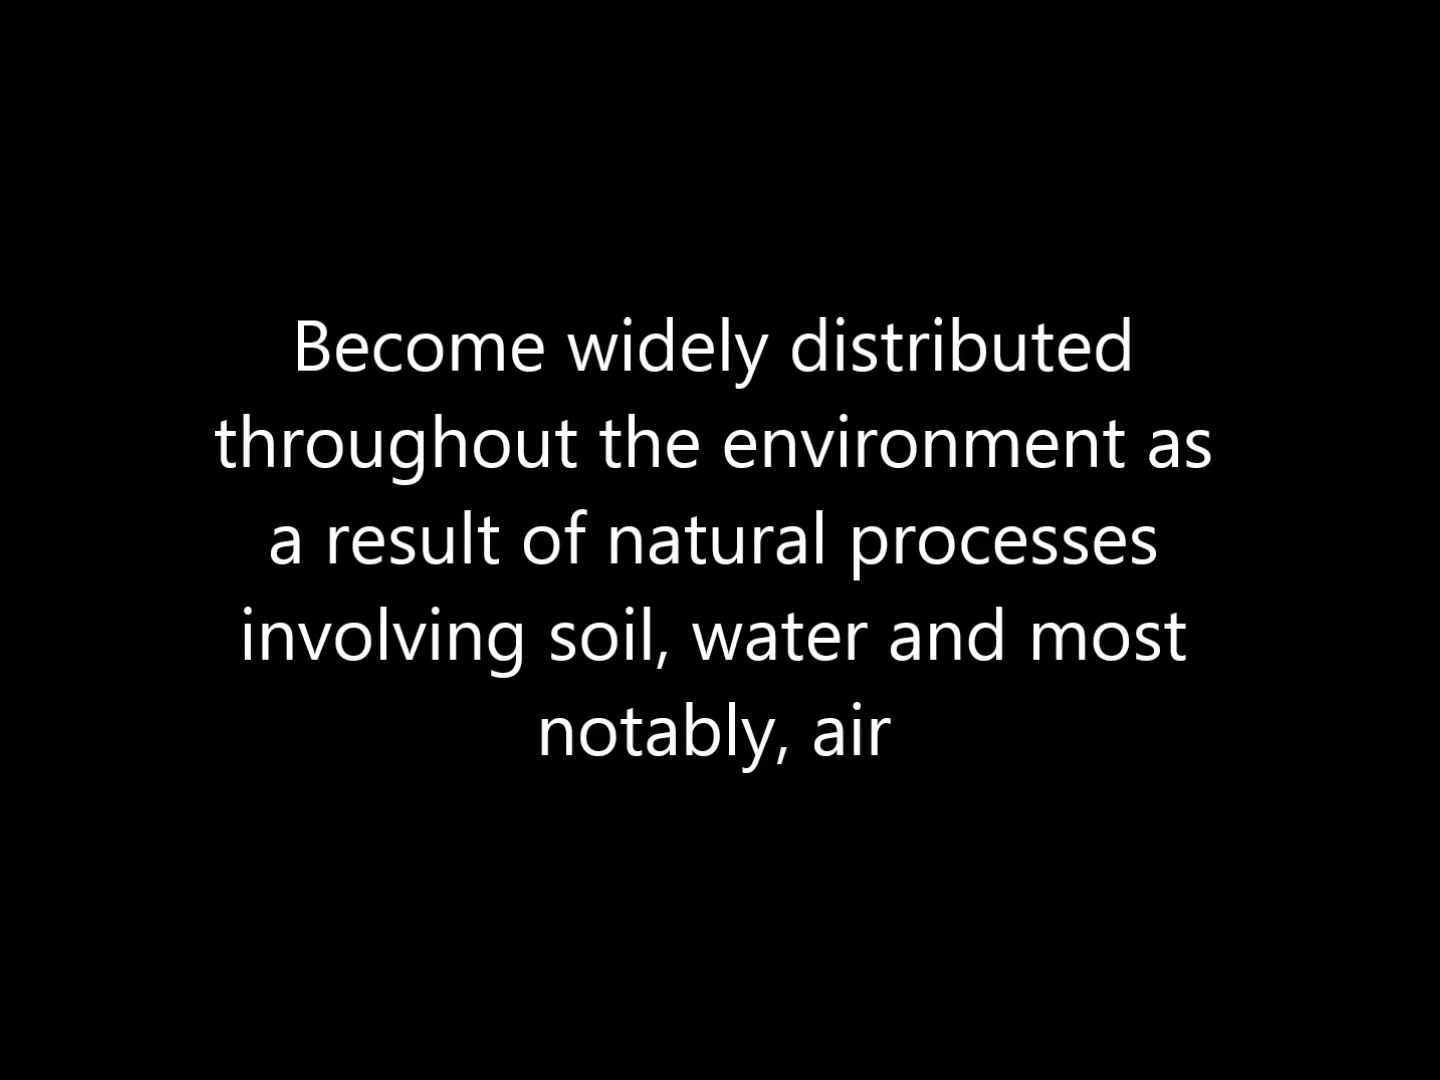 Become widely distributed
throughout the environment as
a result of natural processes
involving soil, water and most
notably, air